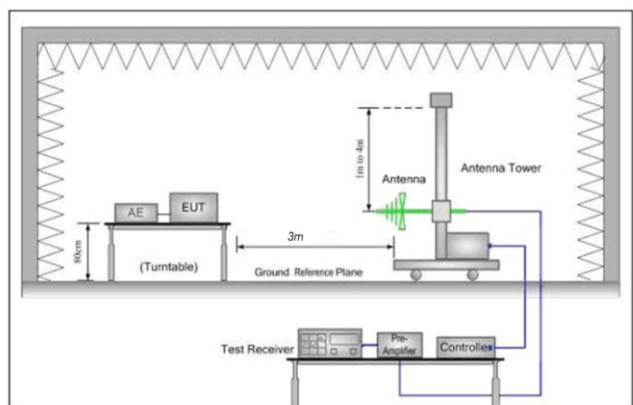 1m to 4m
Antenna
Antenna Tower
AE
EUT
80cm
(Turntable)
3m
Ground Reference Plane
Test Receiver
Pre-
Amplifier
Controller